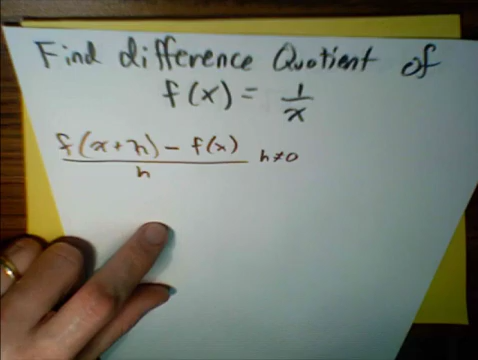 Find difference Quotient of
f(x) = 1/x
f(x+h) - f(x) / h h≠0